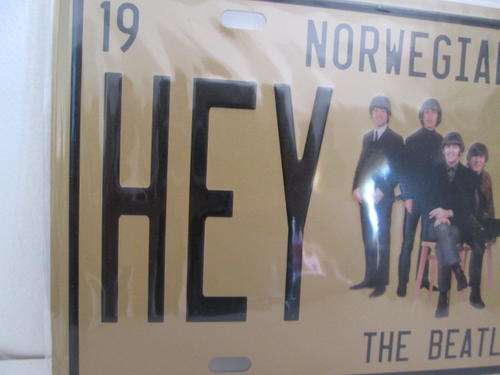 19 NORWEGIA
HEY
THE BEATL